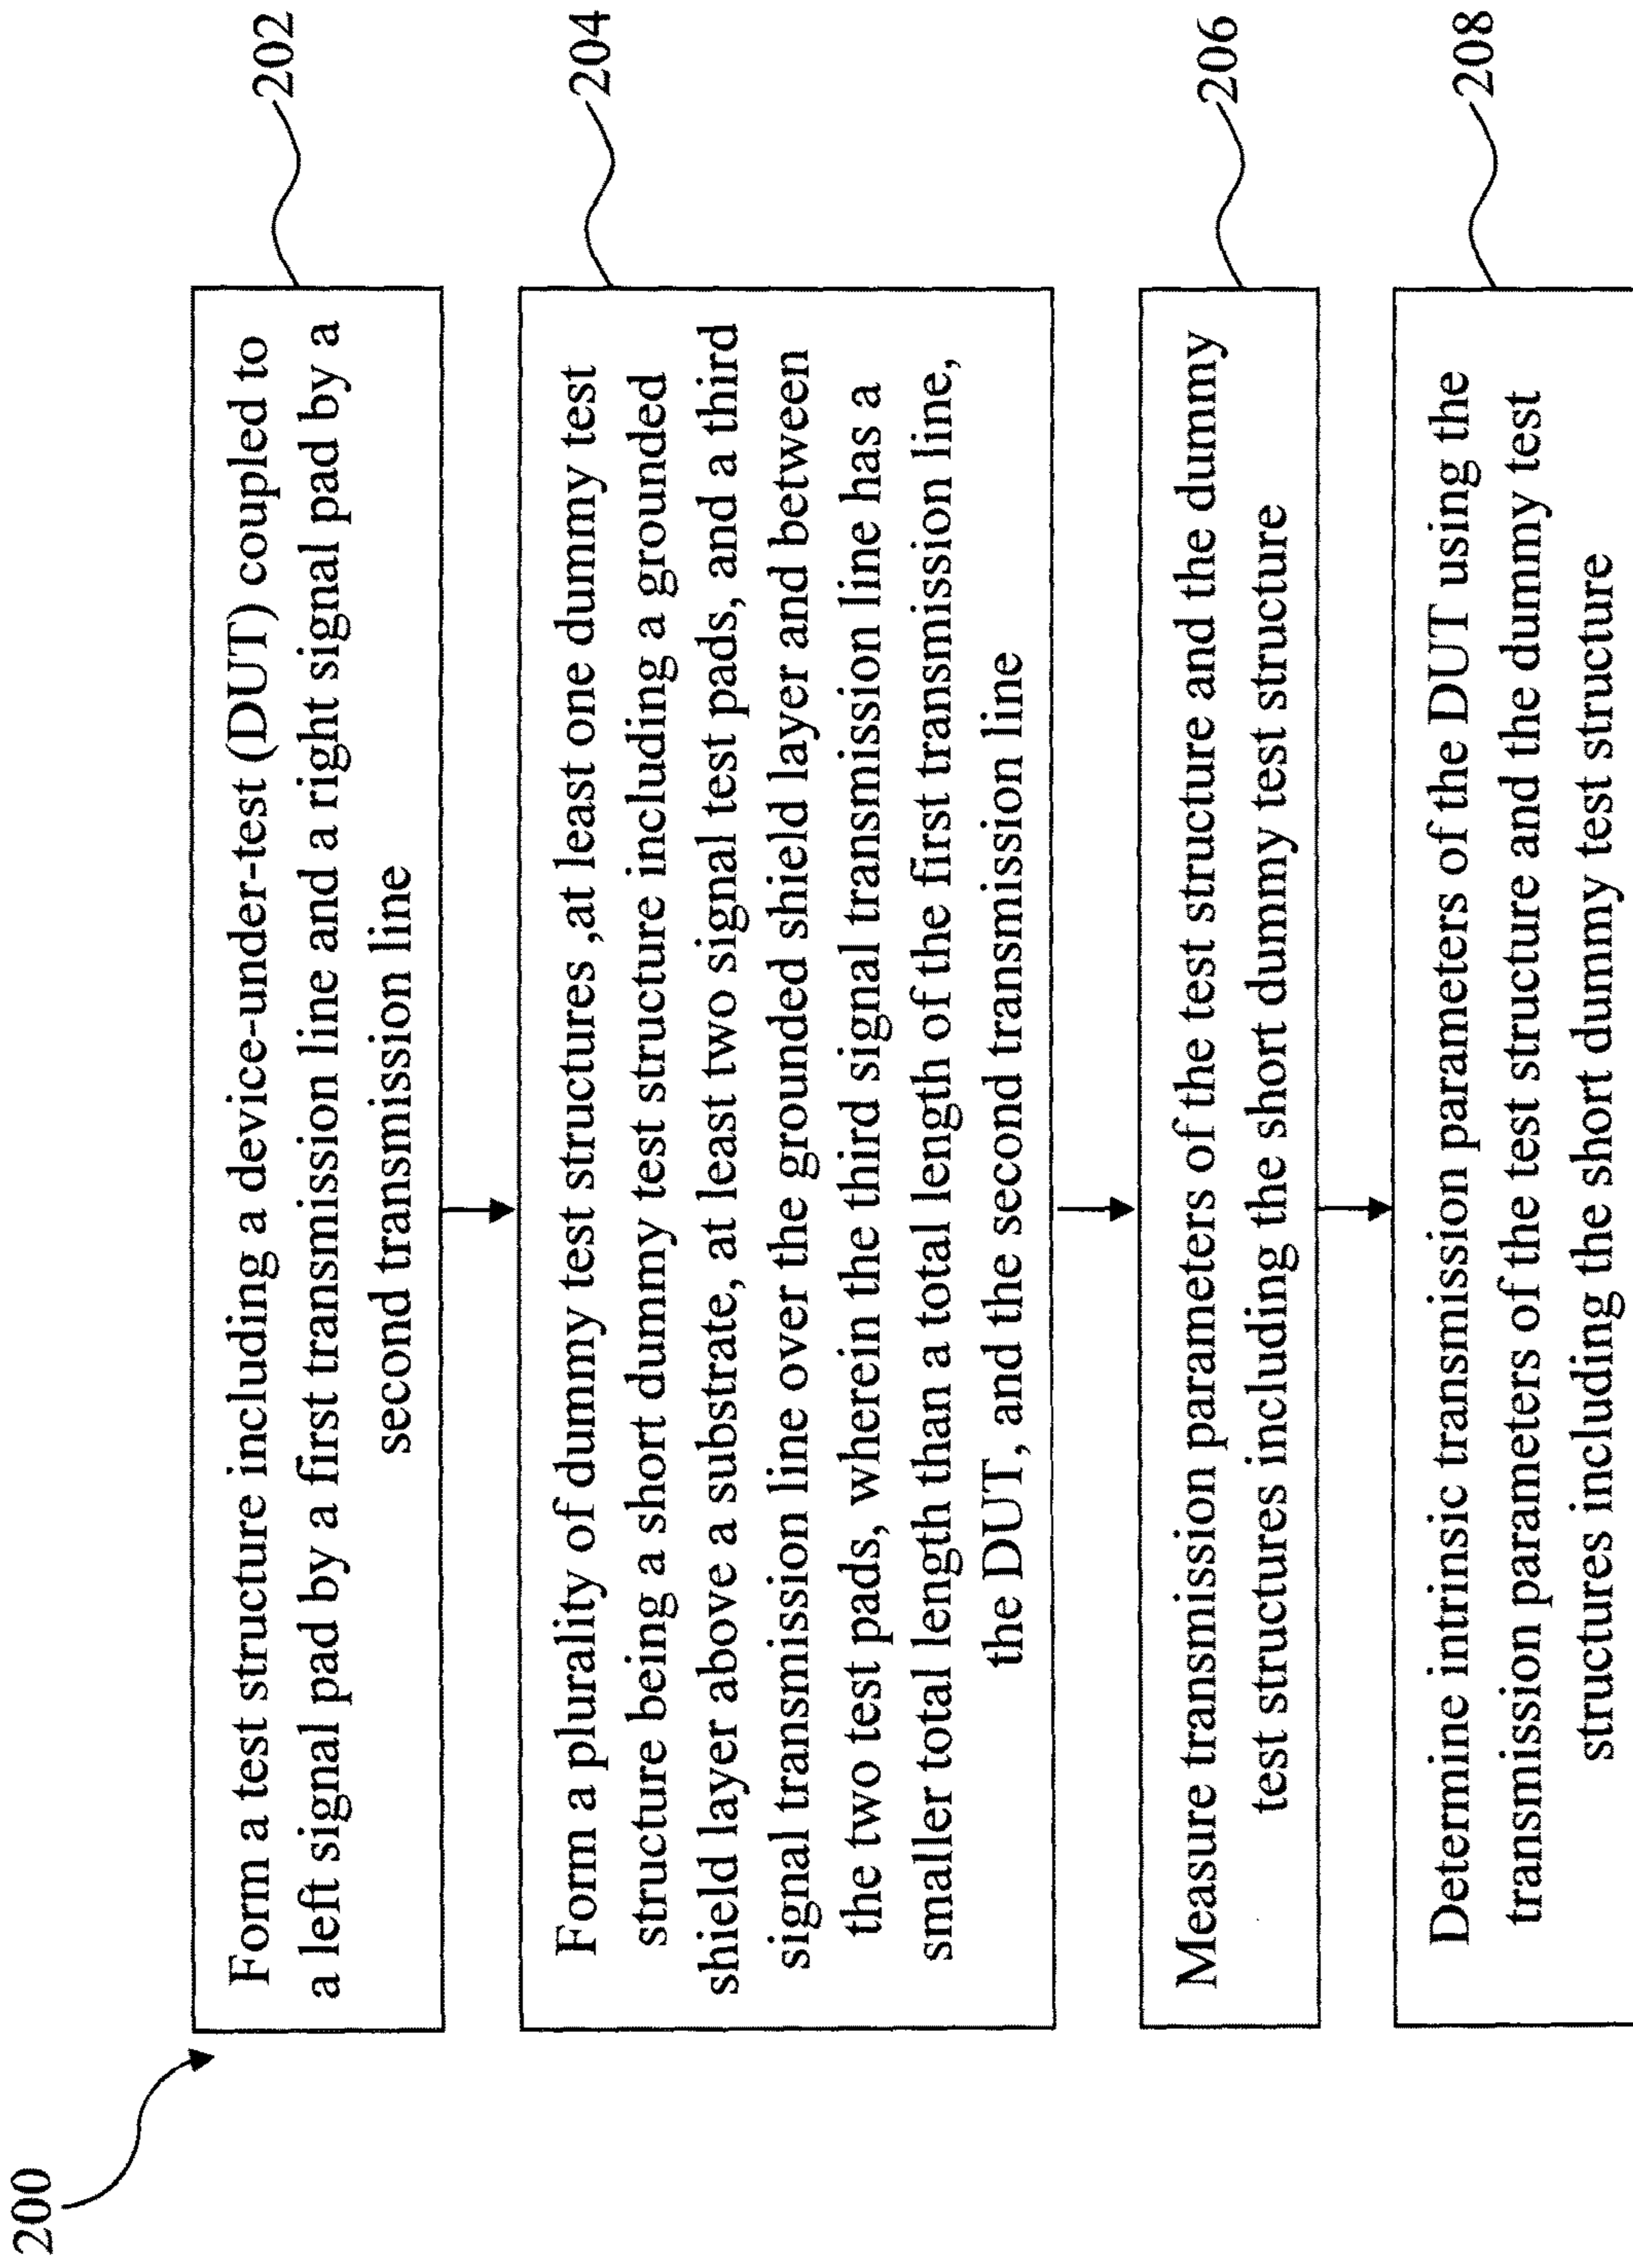 200
Form a test structure including a device-under-test (DUT) coupled to
a left signal pad by a first transmission line and a right signal pad by a
second transmission line
202
Form a plurality of dummy test structures ,at least one dummy test
structure being a short dummy test structure including a grounded
shield layer above a substrate, at least two signal test pads, and a third
signal transmission line over the grounded shield layer and between
the two test pads, wherein the third signal transmission line has a
smaller total length than a total length of the first transmission line,
the DUT, and the second transmission line
204
Measure transmission parameters of the test structure and the dummy
test structures including the short dummy test structure
206
Determine intrinsic transmission parameters of the DUT using the
transmission parameters of the test structure and the dummy test
structures including the short dummy test structure
208